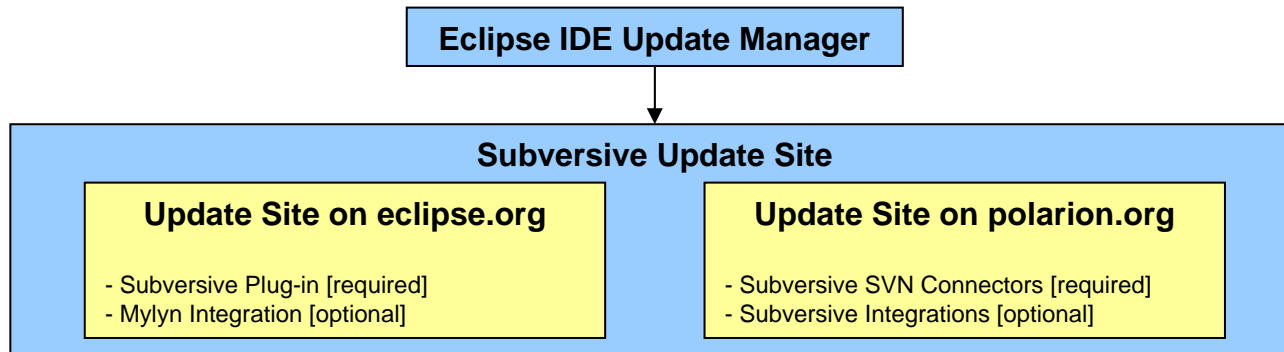 Eclipse IDE Update Manager
Subversive Update Site
Update Site on eclipse.org
- Subversive Plug-in [required]
- Mylyn Integration [optional]
Update Site on polarion.org
- Subversive SVN Connectors [required]
- Subversive Integrations [optional]